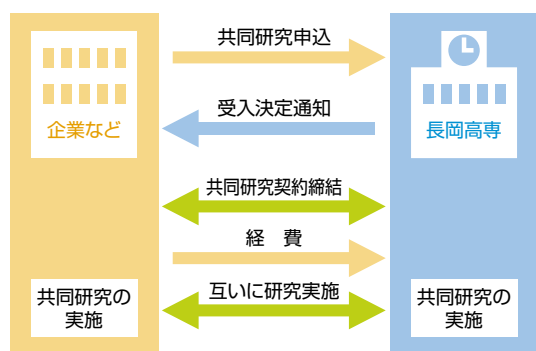 共同研究申込
受入決定通知
企業など
長岡高専
共同研究契約締結
経　費
互いに研究実施
共同研究の
実施
共同研究の
実施